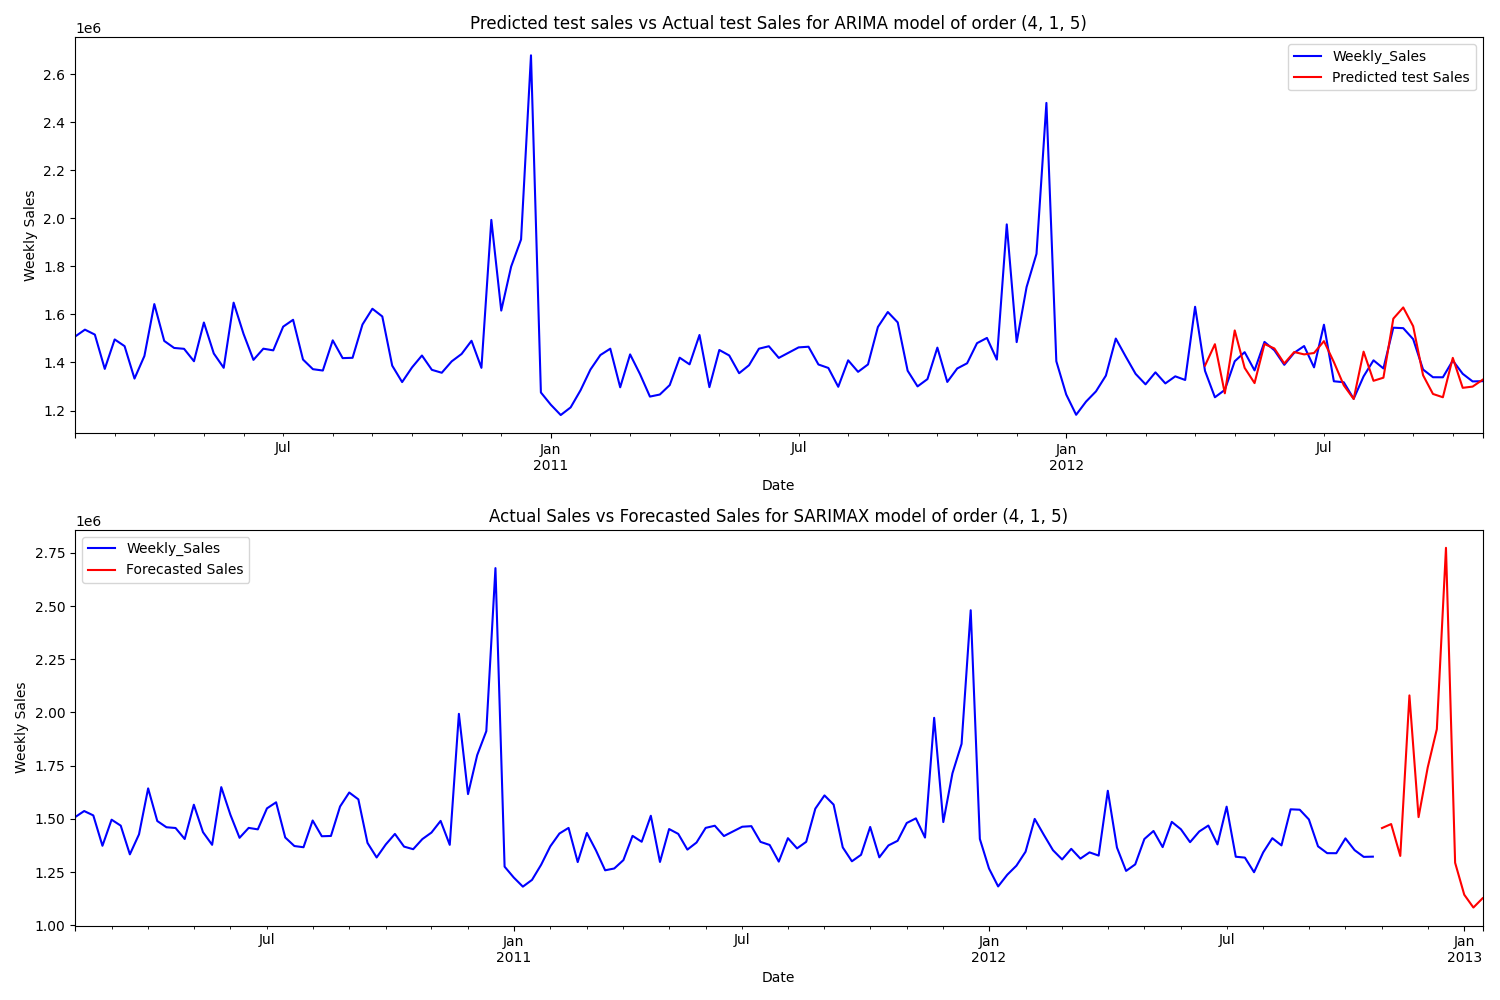 Predicted test sales vs Actual test Sales for ARIMA model of order (4, 1, 5)
1e6
Weekly_Sales
Predicted test Sales
2.6
2.4
2.2
2.0
1.8
1.6
1.4
1.2
Weekly Sales
Jul
Jan
2011
Jul
Jan
2012
Jul
Date
Actual Sales vs Forecasted Sales for SARIMAX model of order (4, 1, 5)
1e6
Weekly_Sales
Forecasted Sales
2.75
2.50
2.25
2.00
1.75
1.50
1.25
1.00
Weekly Sales
Jul
Jan
2011
Jul
Jan
2012
Jul
Jan
2013
Date